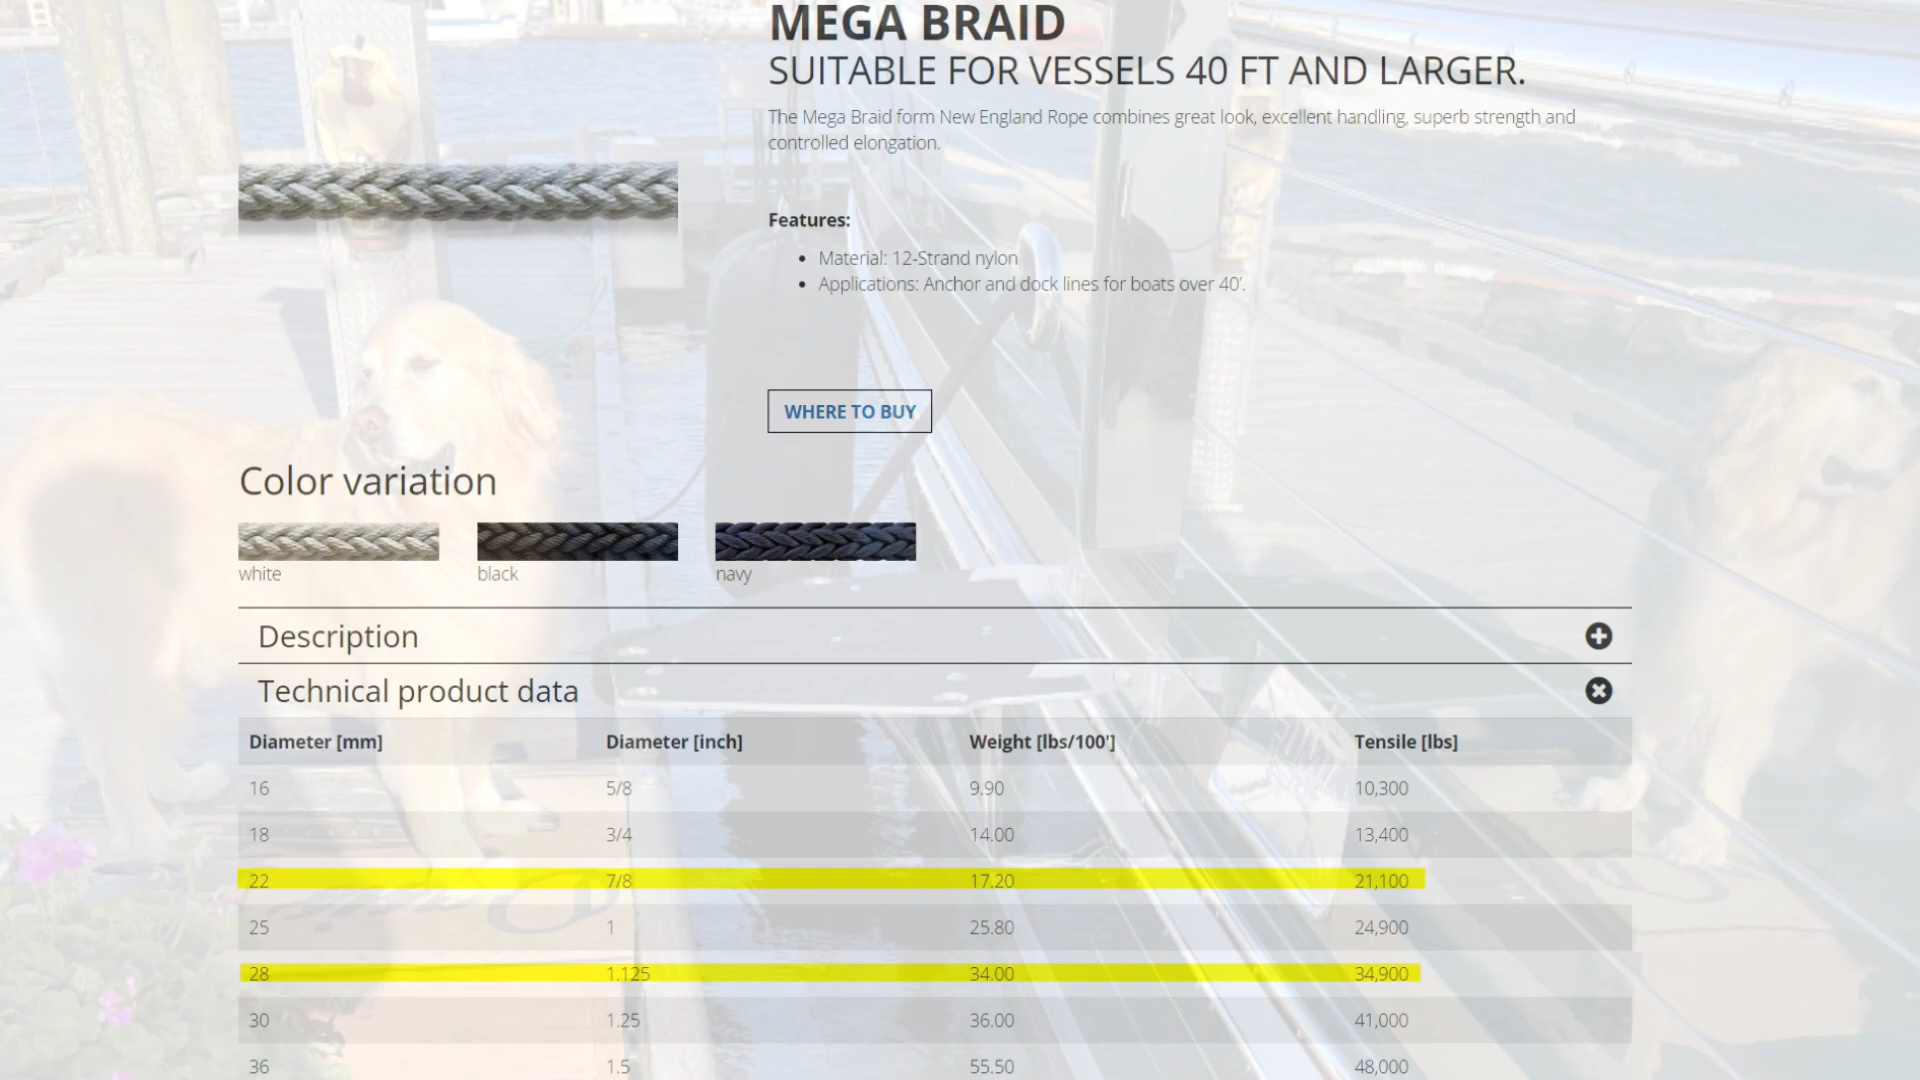 MEGA BRAID
SUITABLE FOR VESSELS 40 FT AND LARGER.
The Mega Braid form New England Rope combines great look, excellent handling, superb strength and
controlled elongation.
Features:
• Material: 12-Strand nylon
• Applications: Anchor and dock lines for boats over 40'.
WHERE TO BUY
Color variation
white black navy
Description
Technical product data
Diameter [mm] Diameter [inch] Weight [lbs/100'] Tensile [lbs]
16 5/8 9.90 10,300
18 3/4 14.00 13,400
22 7/8 17.20 21,100
25 1 25.80 24,900
28 1.125 34.00 34,900
30 1.25 36.00 41,000
36 1.5 55.50 48,000